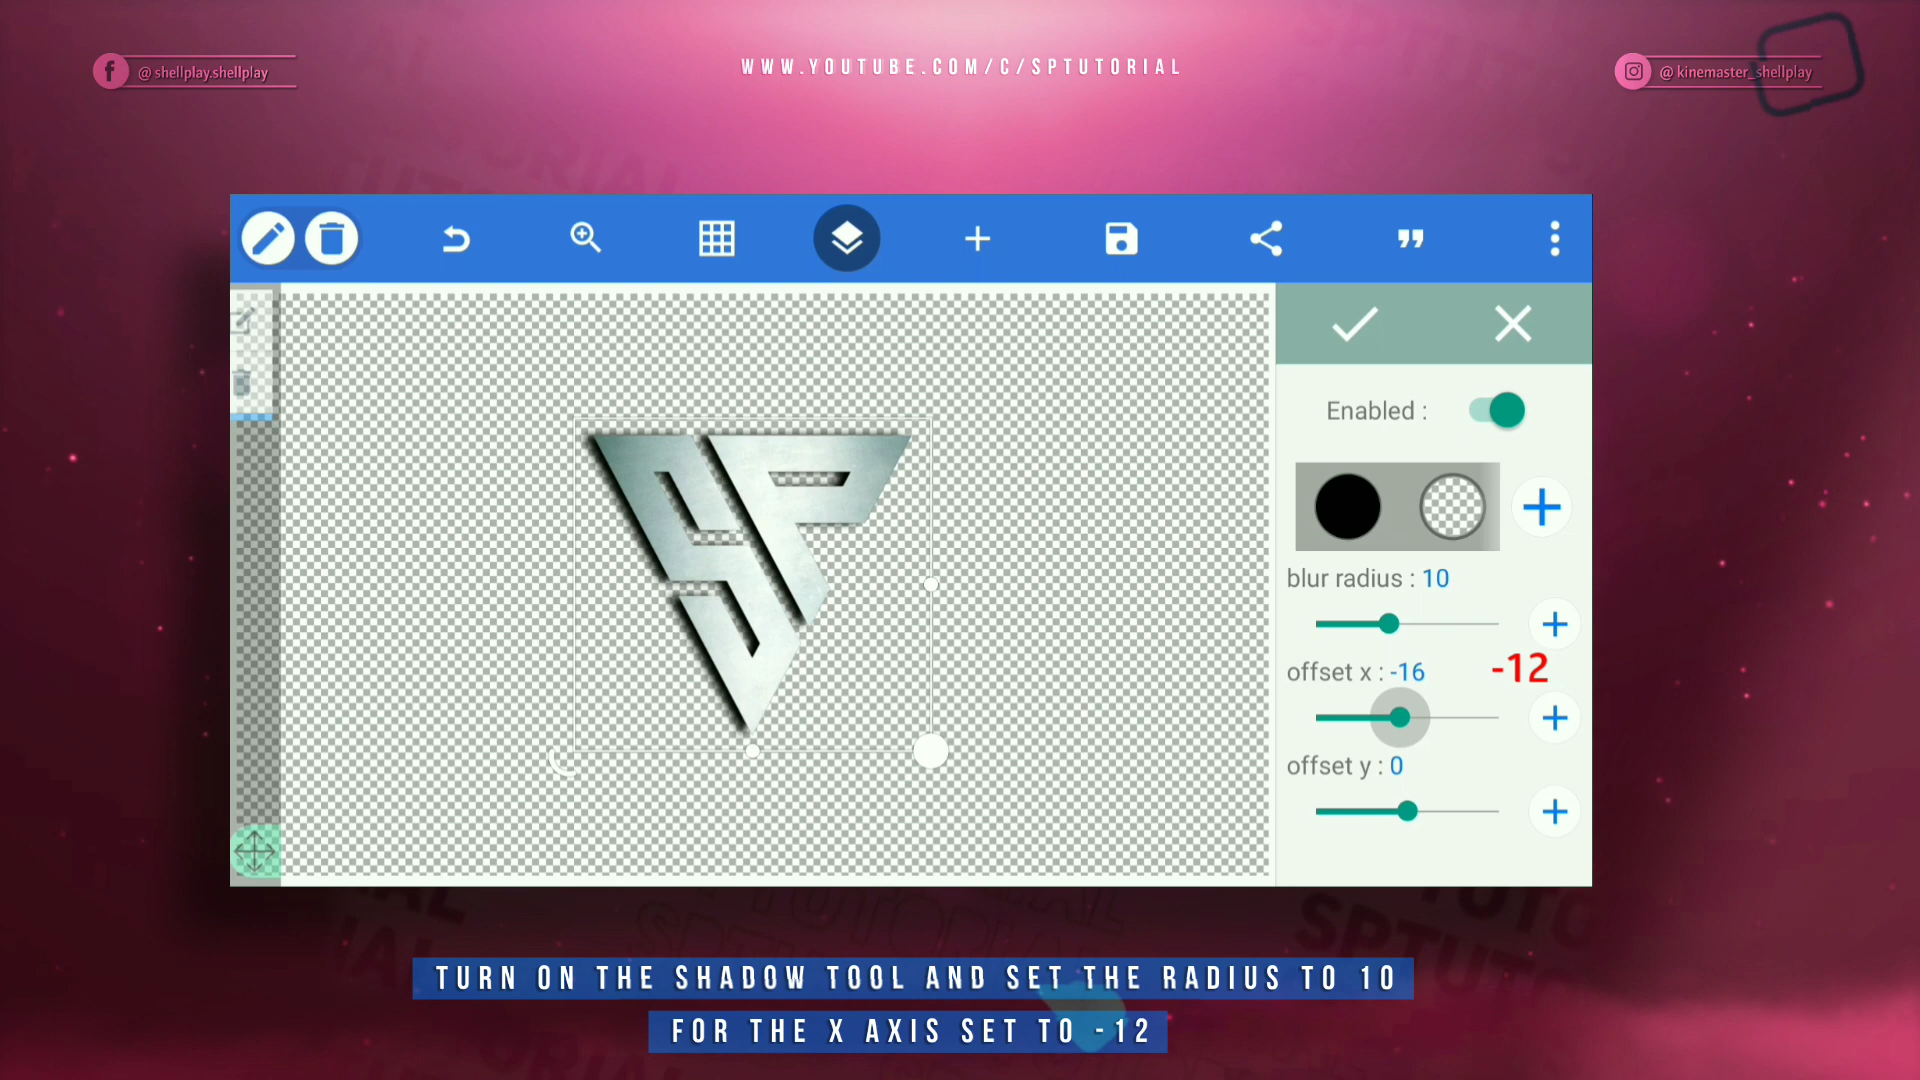 @ shellplay.shellplay
WWW.YOUTUBE.COM/C/SPTUTORIAL
@ kinemaster_shellplay
Enabled :
blur radius : 10
offset x : -16
-12
offset y : 0
SP
TURN ON THE SHADOW TOOL AND SET THE RADIUS TO 10
FOR THE X AXIS SET TO -12